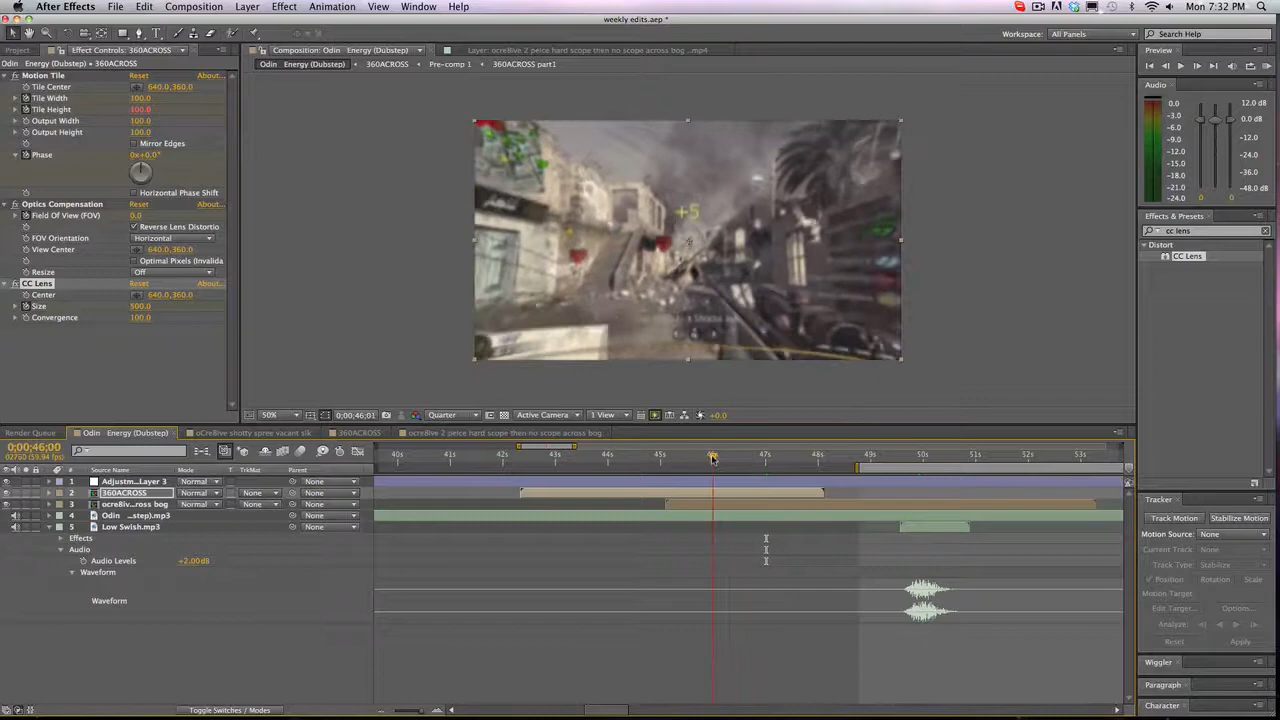 After Effects File Edit Composition Layer Effect Animation View Window Help Mon 7:32 PM
weekly edits.aep *
Workspace: All Panels Search Help
Project Effect Controls: 360ACROSS
Composition: Odin Energy (Dubstep) Layer: ocre8ive 2 peice hard scope then no scope across bog ...mp4
Preview
Odin Energy (Dubstep) • 360ACROSS
Odin Energy (Dubstep) 360ACROSS Pre-comp 1 360ACROSS part1
Motion Tile Reset About...
Tile Center 640.0,360.0
Tile Width 100.0
Tile Height 100.0
Output Width 100.0
Output Height 100.0
Mirror Edges
Phase 0x+0.0°
Horizontal Phase Shift
Optics Compensation Reset About...
Field Of View (FOV) 0.0
Reverse Lens Distortio
FOV Orientation Horizontal
View Center 640.0,360.0
Optimal Pixels (Invalida
Resize Off
CC Lens Reset About...
Center 640.0,360.0
Size 500.0
Convergence 100.0
+5
Audio
0.0 12.0 dB
-3.0
-6.0 0.0 dB
-9.0
-12.0 -12.0
-15.0 -24.0
-18.0 -36.0
-21.0
-24.0 -48.0 dB
0 0
Effects & Presets
cc lens
Distort
CC Lens
50% 0;00;46;01 Quarter Active Camera 1 View +0.0
Render Queue Odin Energy (Dubstep) oCre8ive shotty spree vacant slk 360ACROSS ocre8ive 2 peice hard scope then no scope across bog
0;00;46;00
02760 (59.94 fps)
40s 41s 42s 43s 44s 45s 46s 47s 48s 49s 50s 51s 52s 53s
# Source Name Mode T TrkMat Parent
1 Adjustm...Layer 3 Normal None
2 360ACROSS Normal None None
3 ocre8iv...ross bog Normal None None
4 Odin ...step).mp3 None
5 Low Swish.mp3 None
Effects
Audio
Audio Levels +2.00dB
Waveform
Waveform
Toggle Switches / Modes
Tracker
Track Motion Stabilize Motion
Motion Source: None
Current Track: None
Track Type: Stabilize
Position Rotation Scale
Motion Target:
Edit Target... Options...
Analyze:
Reset Apply
Wiggler
Paragraph
Character